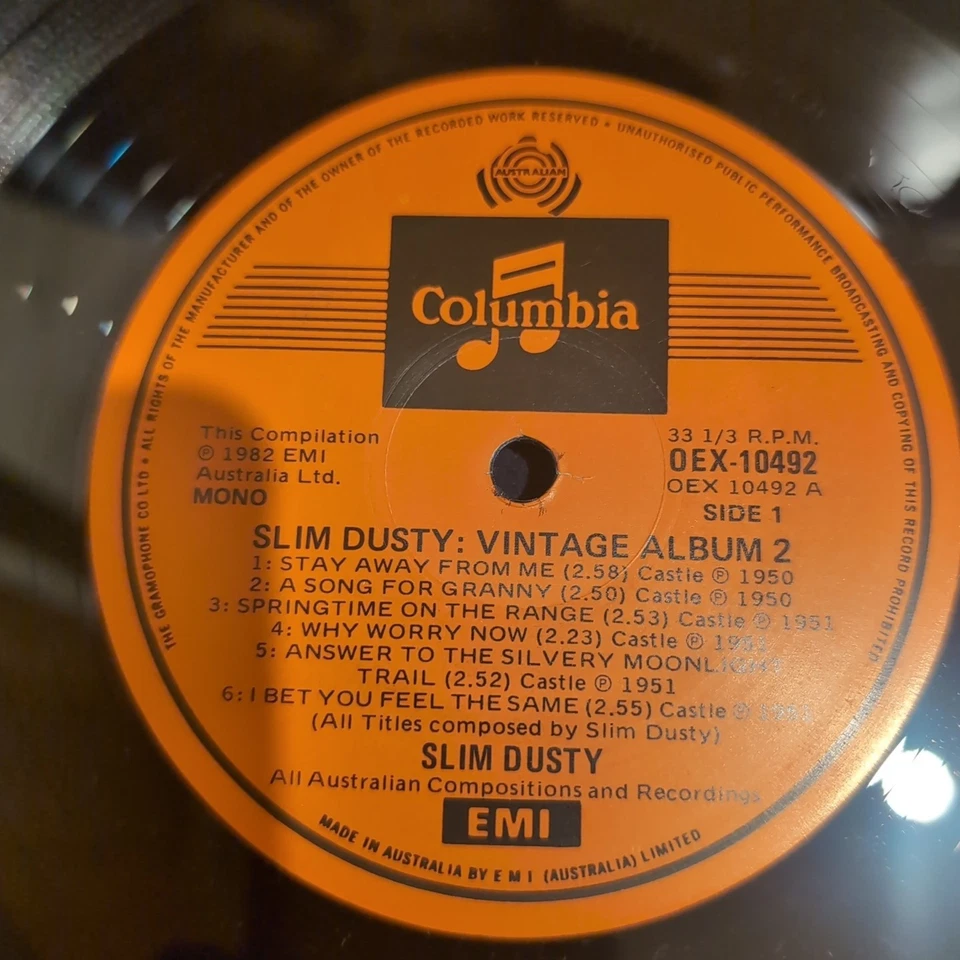 THE GRAMOPHONE CO LTD • ALL RIGHTS OF THE MANUFACTURER AND OF THE OWNER OF THE RECORDED WORK RESERVED • UNAUTHORISED PUBLIC PERFORMANCE BROADCASTING AND COPYING OF THIS RECORD PROHIBITED
AUSTRALIAN
Columbia
This Compilation
℗ 1982 EMI
Australia Ltd.
MONO
33 1/3 R.P.M.
OEX-10492
OEX 10492 A
SIDE 1
SLIM DUSTY: VINTAGE ALBUM 2
1: STAY AWAY FROM ME (2.58) Castle ℗ 1950
2: A SONG FOR GRANNY (2.50) Castle ℗ 1950
3: SPRINGTIME ON THE RANGE (2.53) Castle ℗ 1951
4: WHY WORRY NOW (2.23) Castle ℗
5: ANSWER TO THE SILVERY MOONLIGHT
TRAIL (2.52) Castle ℗ 1951
6: I BET YOU FEEL THE SAME (2.55) Castle ℗
(All Titles composed by Slim Dusty)
SLIM DUSTY
All Australian Compositions and Recordings
EMI
MADE IN AUSTRALIA BY E M I (AUSTRALIA) LIMITED